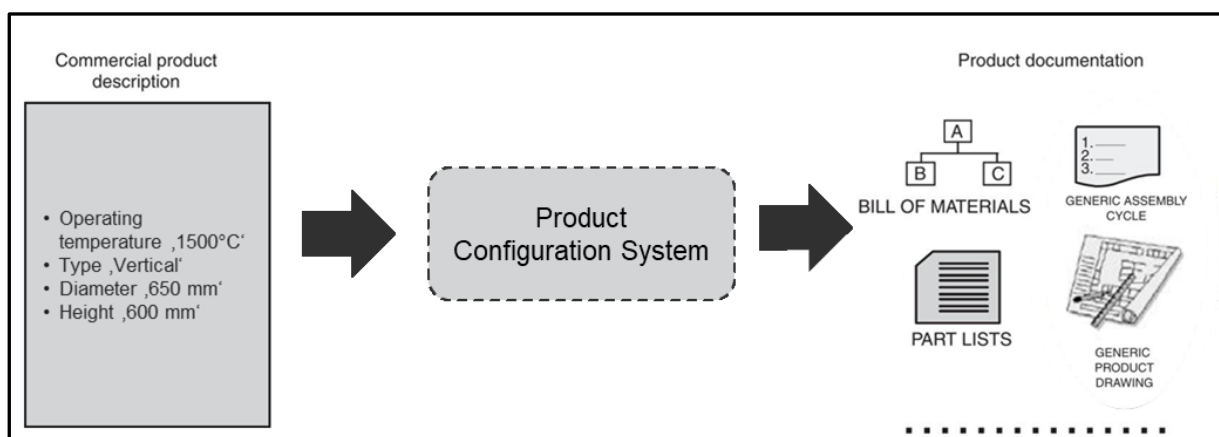 Commercial product
description
• Operating
temperature ‚1500°C‘
• Type ‚Vertical‘
• Diameter ‚650 mm‘
• Height ‚600 mm‘
Product
Configuration System
Product documentation
A
B C
BILL OF MATERIALS
1.
2.
3.
GENERIC ASSEMBLY
CYCLE
PART LISTS
GENERIC
PRODUCT
DRAWING